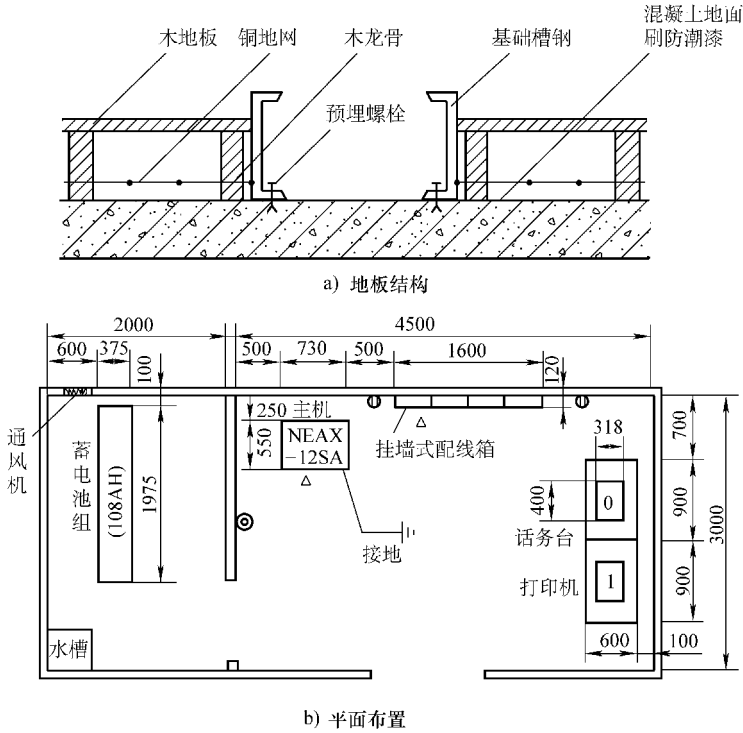 混凝土地面
刷防潮漆
木地板
铜地网
木龙骨
基础槽钢
预埋螺栓
a) 地板结构
2000
4500
600
375
100
500
730
500
1600
120
通风机
蓄电池组
(108AH)
1975
250
主机
550
NEAX
-12SA
挂墙式配线箱
318
400
0
话务台
打印机
1
700
900
900
3000
接地
水槽
600
100
b) 平面布置